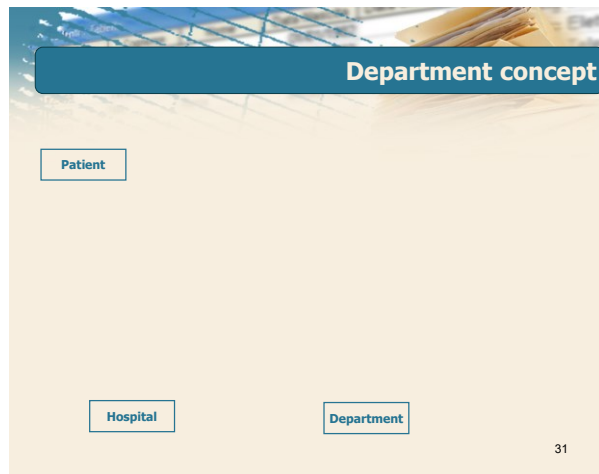 Department concept
Patient
Hospital
Department
31